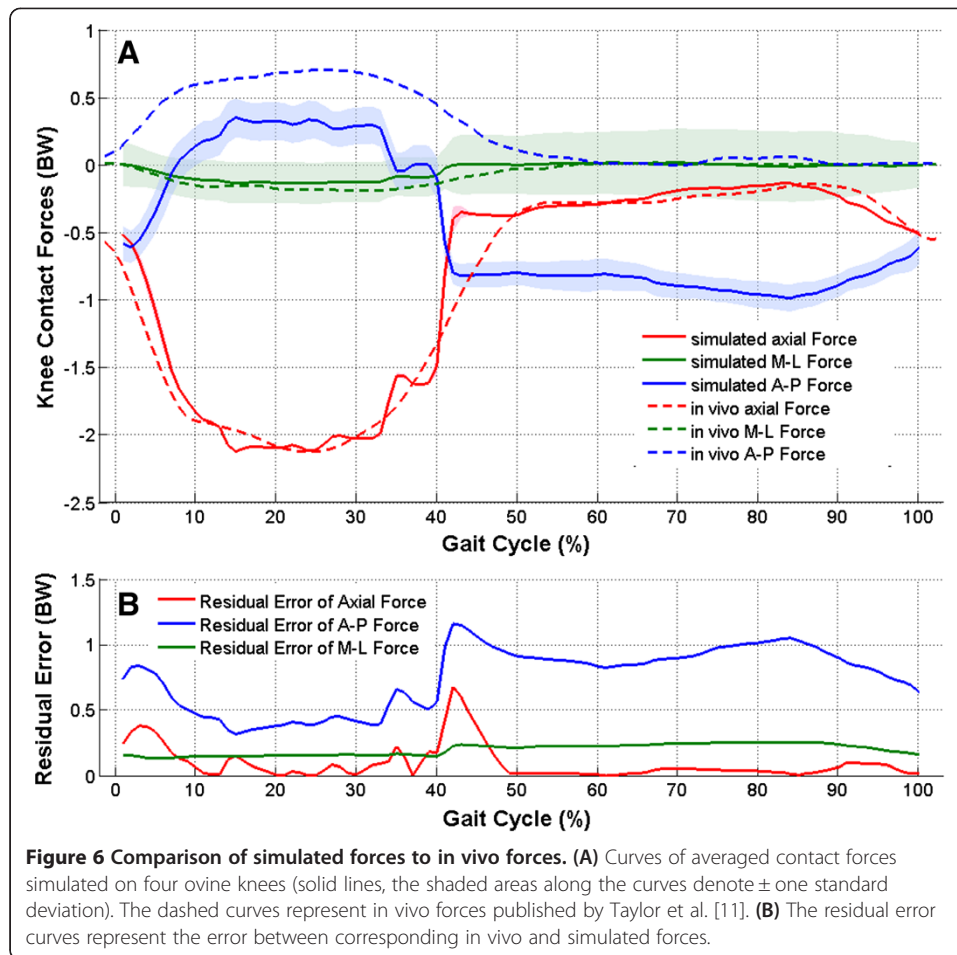 A
Knee Contact Forces (BW)
1
0.5
0
-0.5
-1
-1.5
-2
-2.5
simulated axial Force
simulated M-L Force
simulated A-P Force
in vivo axial Force
in vivo M-L Force
in vivo A-P Force
0 10 20 30 40 50 60 70 80 90 100
Gait Cycle (%)
B
Residual Error (BW)
1.5
1
0.5
0
Residual Error of Axial Force
Residual Error of A-P Force
Residual Error of M-L Force
0 10 20 30 40 50 60 70 80 90 100
Gait Cycle (%)
Figure 6 Comparison of simulated forces to in vivo forces. (A) Curves of averaged contact forces
simulated on four ovine knees (solid lines, the shaded areas along the curves denote ± one standard
deviation). The dashed curves represent in vivo forces published by Taylor et al. [11]. (B) The residual error
curves represent the error between corresponding in vivo and simulated forces.